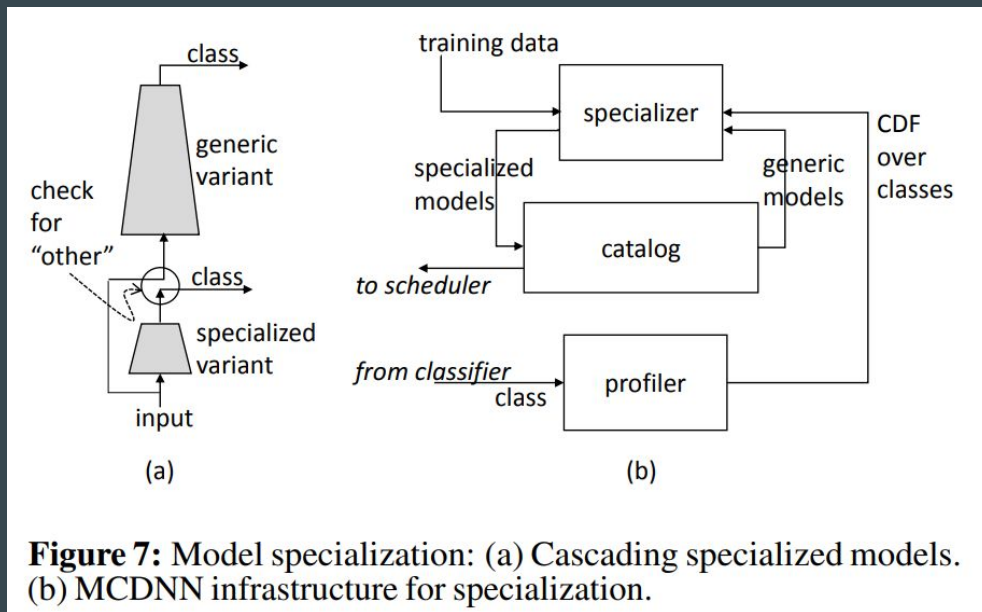 class
generic
variant
check
for
“other”
class
specialized
variant
input
(a)
training data
specializer
CDF
over
classes
specialized
models
generic
models
catalog
to scheduler
from classifier
class
profiler
(b)
Figure 7: Model specialization: (a) Cascading specialized models.
(b) MCDNN infrastructure for specialization.